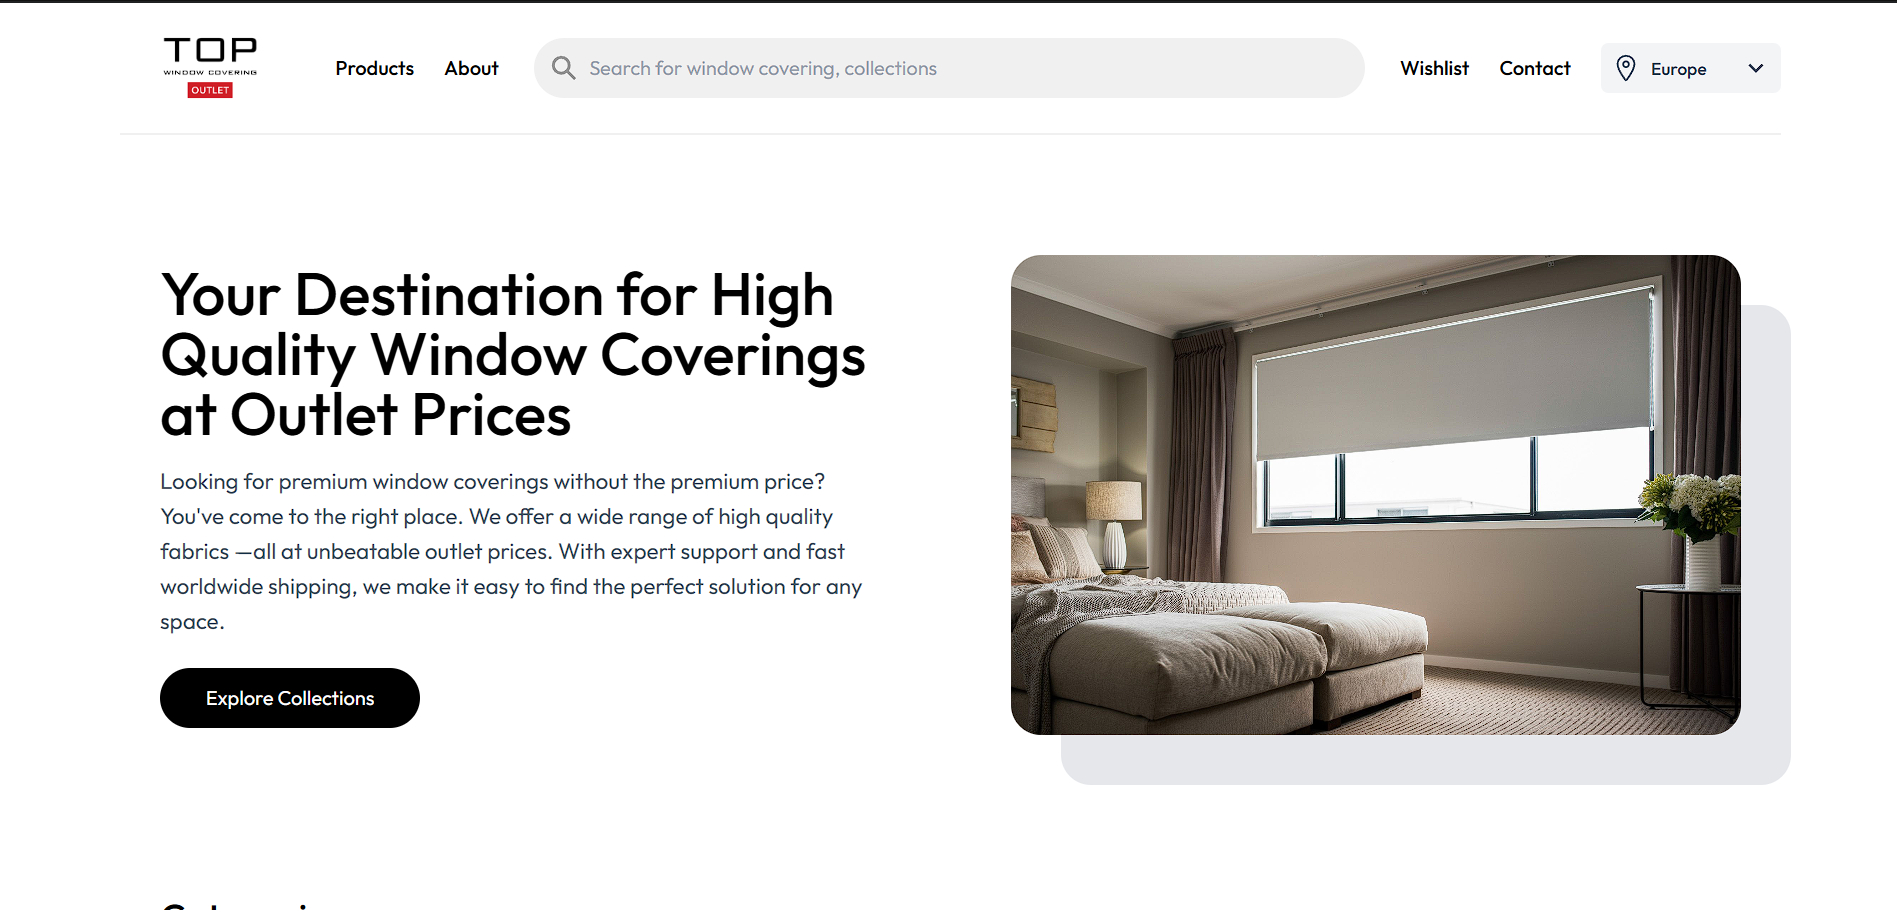 TOP
WINDOW COVERING
OUTLET
Products
About
Search for window covering, collections
Wishlist
Contact
Europe
Your Destination for High
Quality Window Coverings
at Outlet Prices
Looking for premium window coverings without the premium price?
You've come to the right place. We offer a wide range of high quality
fabrics —all at unbeatable outlet prices. With expert support and fast
worldwide shipping, we make it easy to find the perfect solution for any
space.
Explore Collections